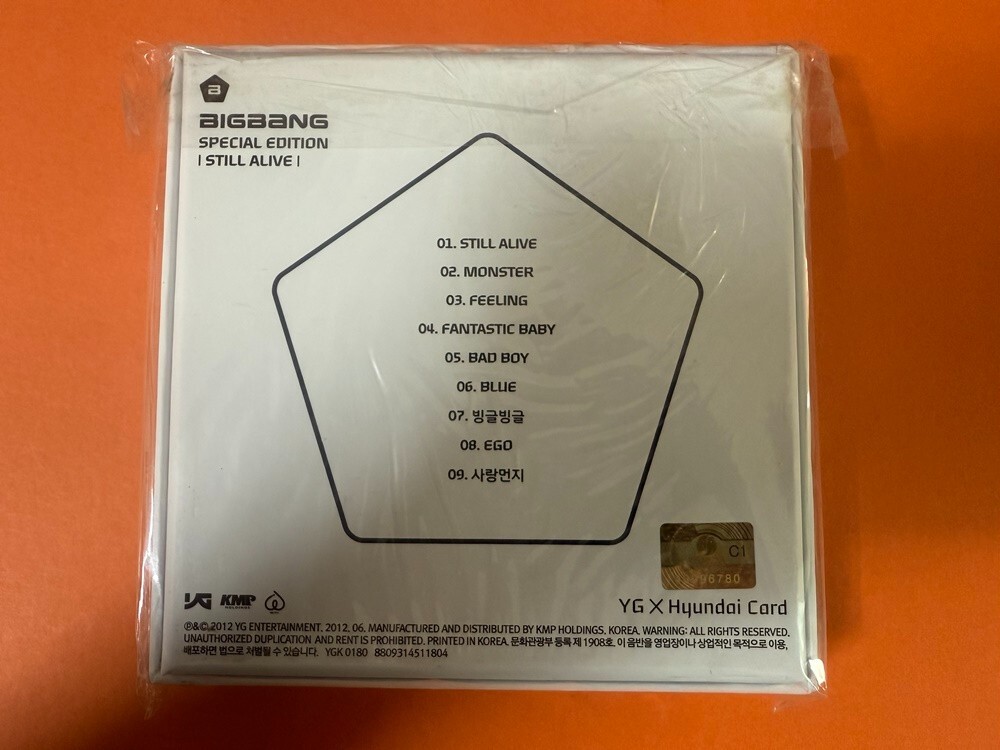 B
BIGBANG
SPECIAL EDITION
| STILL ALIVE |
01. STILL ALIVE
02. MONSTER
03. FEELING
04. FANTASTIC BABY
05. BAD BOY
06. BLUE
07. 빙글빙글
08. EGO
09. 사랑먼지
C1
96780
YG KMP
HOLDINGS
YG X Hyundai Card
℗&©, 2012 YG ENTERTAINMENT, 2012. 06. MANUFACTURED AND DISTRIBUTED BY KMP HOLDINGS, KOREA. WARNING: ALL RIGHTS RESERVED.
UNAUTHORIZED DUPLICATION AND RENT IS PROHIBITED. PRINTED IN KOREA. 문화관광부 등록 제 1908호. 이 음반을 영업장이나 상업적인 목적으로 이용,
배포하면 법으로 처벌될 수 있습니다. YGK 0180 8809314511804